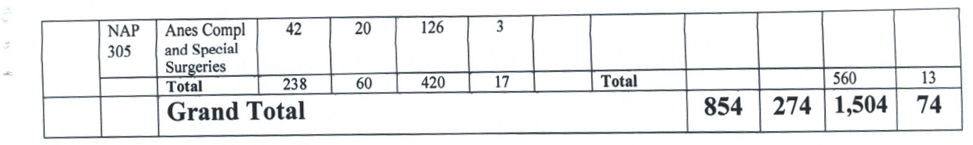 NAP Anes Compl 42 20 126 3
305 and Special
Surgeries
Total 238 60 420 17 Total 560 13
Grand Total 854 274 1,504 74